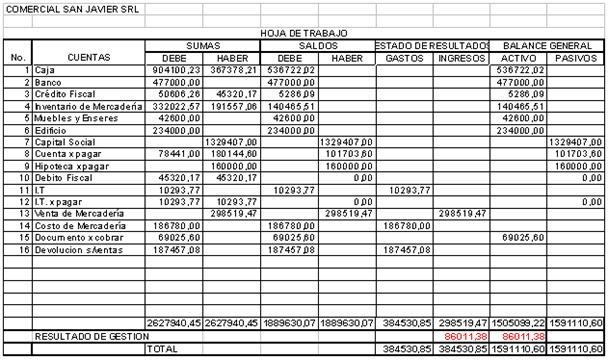 COMERCIAL SAN JAVIER SRL
HOJA DE TRABAJO
No. CUENTAS SUMAS SALDOS ESTADO DE RESULTADOS BALANCE GENERAL
DEBE HABER DEBE HABER GASTOS INGRESOS ACTIVO PASIVOS
1 Caja 904100,23 367378,21 536722,02 536722,02
2 Banco 477000,00 477000,00 477000,00
3 Crédito Fiscal 50606,26 45320,17 5286,09 5286,09
4 Inventario de Mercadería 332022,57 191557,06 140465,51 140465,51
5 Muebles y Enseres 42600,00 42600,00 42600,00
6 Edificio 234000,00 234000,00 234000,00
7 Capital Social 1329407,00 1329407,00 1329407,00
8 Cuenta x pagar 78441,00 180144,60 101703,60 101703,60
9 Hipoteca xpagar 160000,00 160000,00 160000,00
10 Debito Fiscal 45320,17 45320,17 0,00 0,00
11 I.T 10293,77 10293,77 10293,77
12 I.T. x pagar 10293,77 10293,77 0,00 0,00
13 Venta de Mercadería 298519,47 298519,47 298519,47
14 Costo de Mercadería 186780,00 186780,00 186780,00
15 Documento x cobrar 69025,60 69025,60 69025,60
16 Devolucion s/ventas 187457,08 187457,08 187457,08
2627940,45 2627940,45 1889630,07 1889630,07 384530,85 298519,47 1505099,22 1591110,60
RESULTADO DE GESTION 86011,38 86011,38
TOTAL 384530,85 384530,85 1591110,60 1591110,60